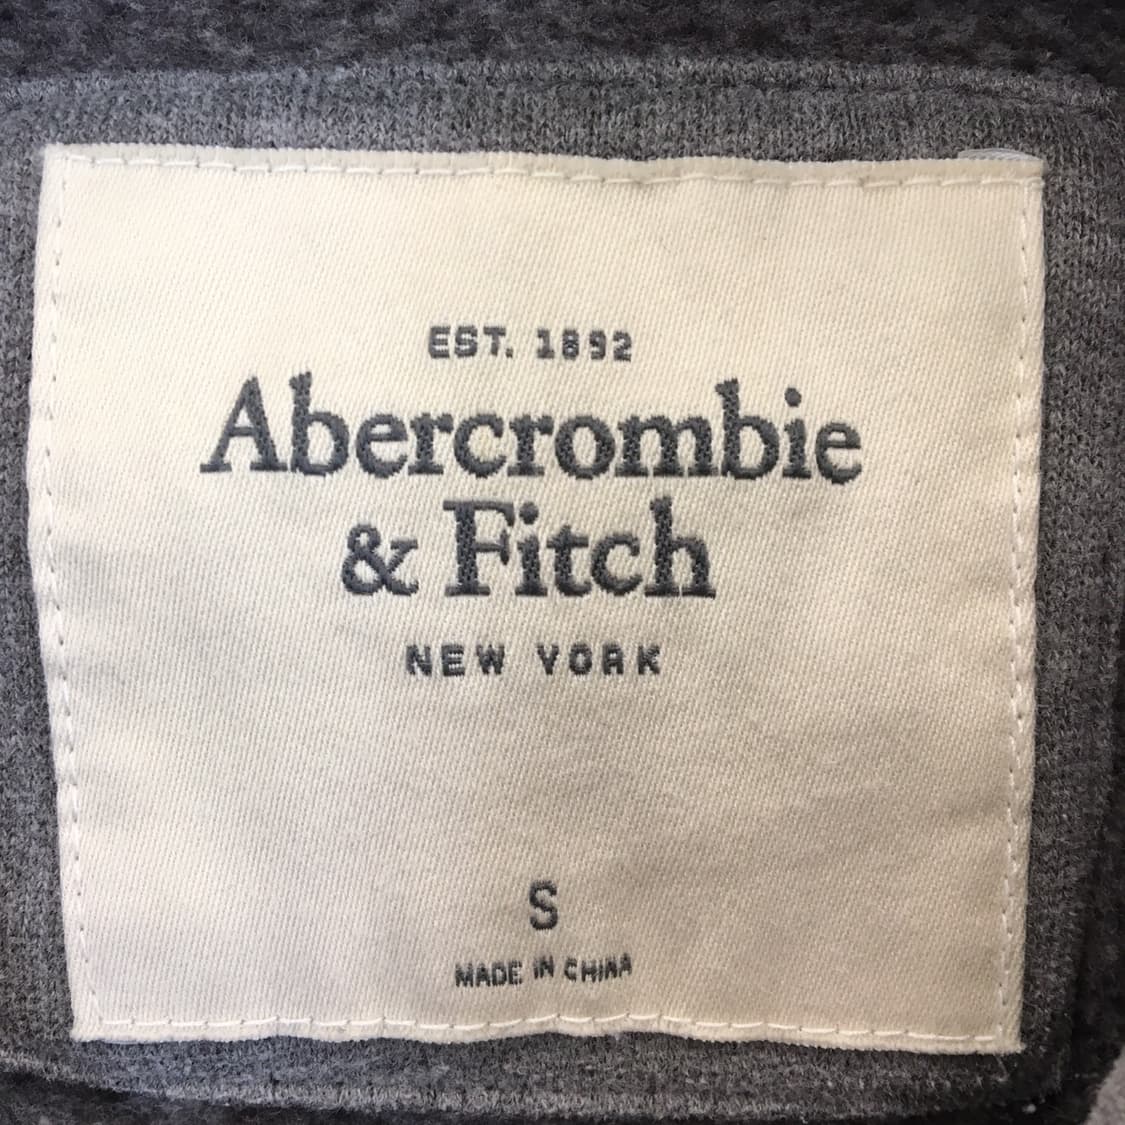 EST. 1892
Abercrombie
& Fitch
NEW YORK
S
MADE IN CHINA